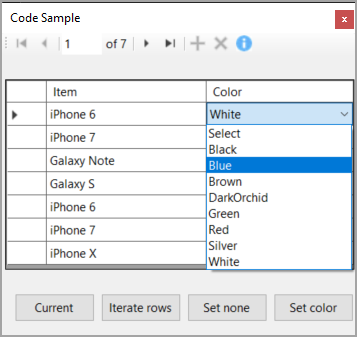 Code Sample x
1 of 7 i
Item Color
iPhone 6 White
iPhone 7 Select
Black
Galaxy Note Blue
Galaxy S Brown
DarkOrchid
iPhone 6 Green
iPhone 7 Red
Silver
iPhone X White
Current Iterate rows Set none Set color